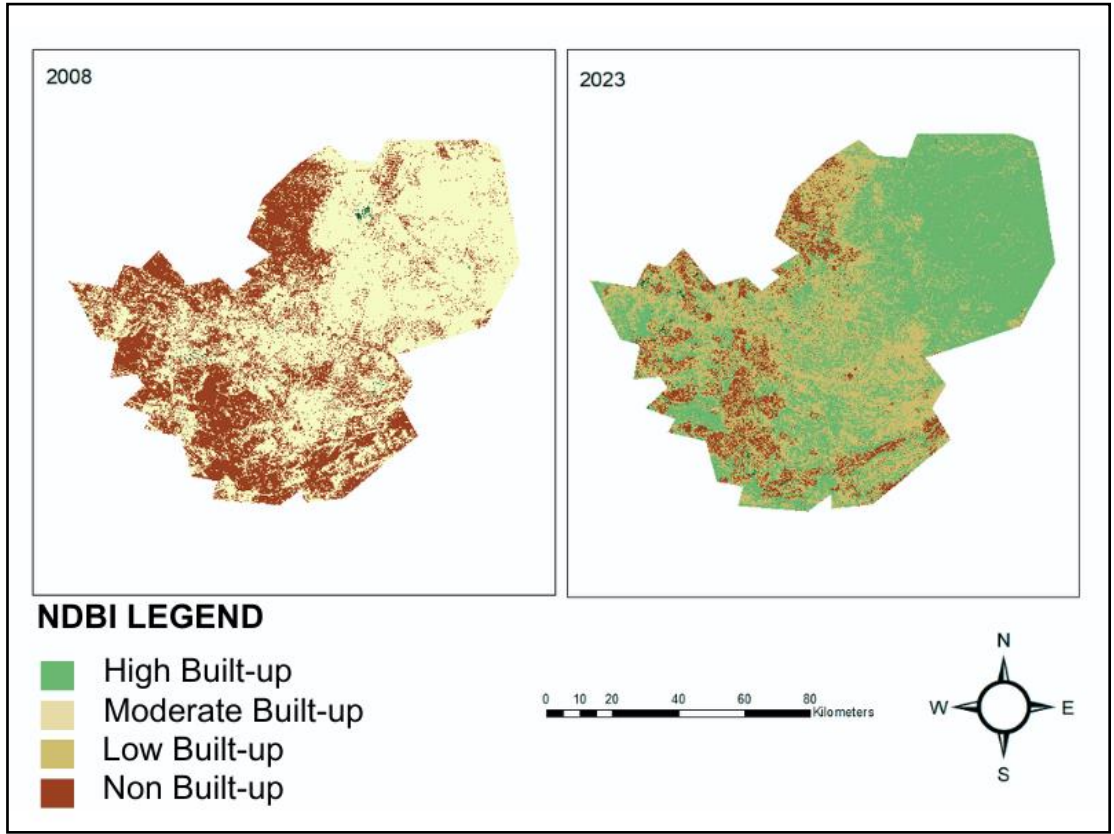 2008
2023
NDBI LEGEND
High Built-up
Moderate Built-up
Low Built-up
Non Built-up
0 10 20 40 60 80
Kilometers
N
W E
S